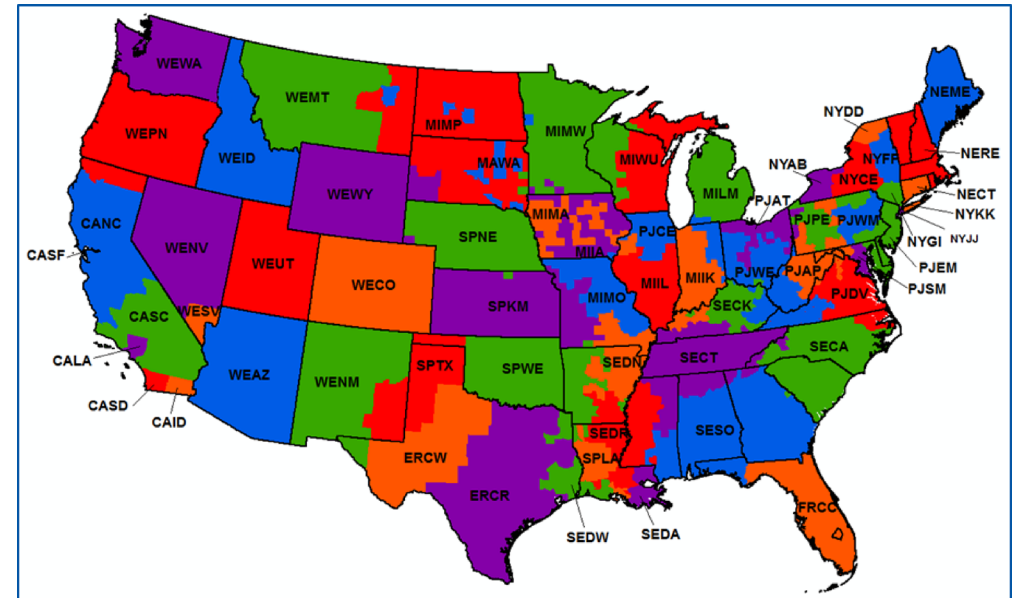 WEWA
WEMT
WEPN
WEID
WEWY
MIMP
MAWA
MIMW
MIWU
MILM
NEME
NYDD
NYFP
NERE
NYAB
NYCE
NECT
NYKK
NYJJ
NYGI
PJAT
PJPE
PJWM
PJEM
PJSM
CANC
CASF
WENV
WEUT
WECO
SPNE
MIMA
MIIA
PJCE
MIIL
MIIK
PJWE
PJAP
PJDV
SECK
MIMO
SPKM
CASC
WESV
CALA
CASD
CAID
WEAZ
WENM
SPTX
SPWE
SEDN
SECT
SECA
ERCW
ERCR
SEDR
SPLA
SESO
SEDW
SEDA
FRCC